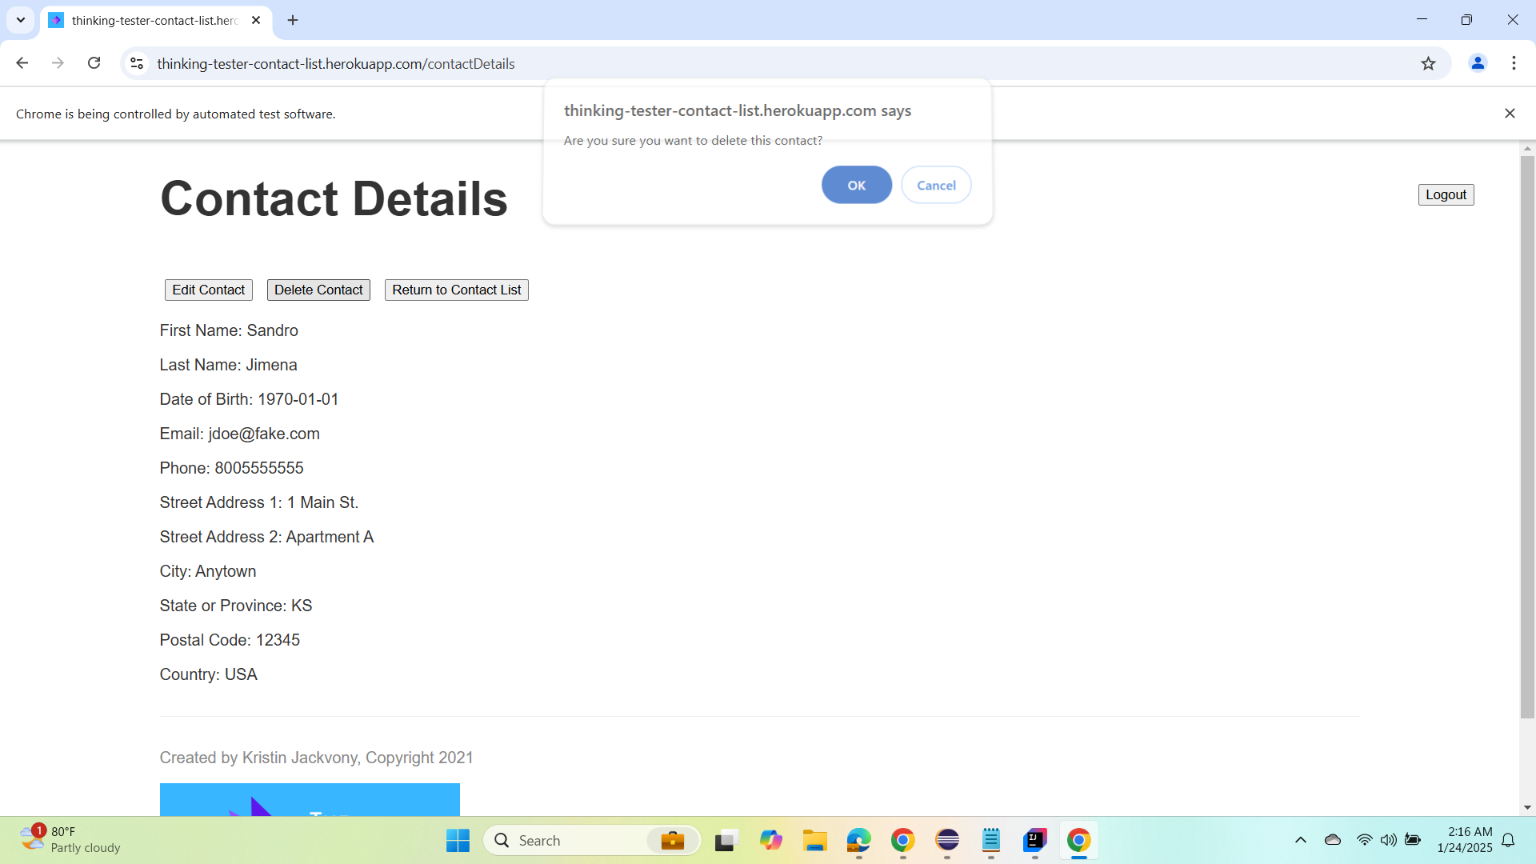 thinking-tester-contact-list.herc
thinking-tester-contact-list.herokuapp.com/contactDetails
Chrome is being controlled by automated test software.
thinking-tester-contact-list.herokuapp.com says
Are you sure you want to delete this contact?
OK
Cancel
Contact Details
Logout
Edit Contact
Delete Contact
Return to Contact List
First Name: Sandro
Last Name: Jimena
Date of Birth: 1970-01-01
Email: jdoe@fake.com
Phone: 8005555555
Street Address 1: 1 Main St.
Street Address 2: Apartment A
City: Anytown
State or Province: KS
Postal Code: 12345
Country: USA
Created by Kristin Jackvony, Copyright 2021
1
80°F
Partly cloudy
Search
2:16 AM
1/24/2025